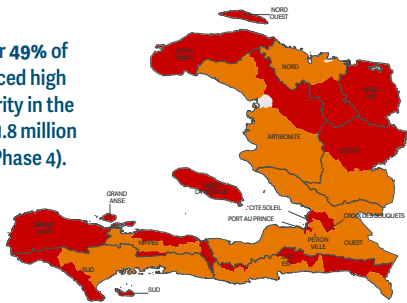 NORD
OUEST
r 49% of
ced high
rity in the
1.8 million
Phase 4).
NORD
ARTIBONITE
CENTRE
GRAND
ANSE
CITE SOLEIL
PORT AU PRINCE
CROIX DES BOUQUETS
PETION
VILLE
OUEST
NIPPES
SUD
SUD